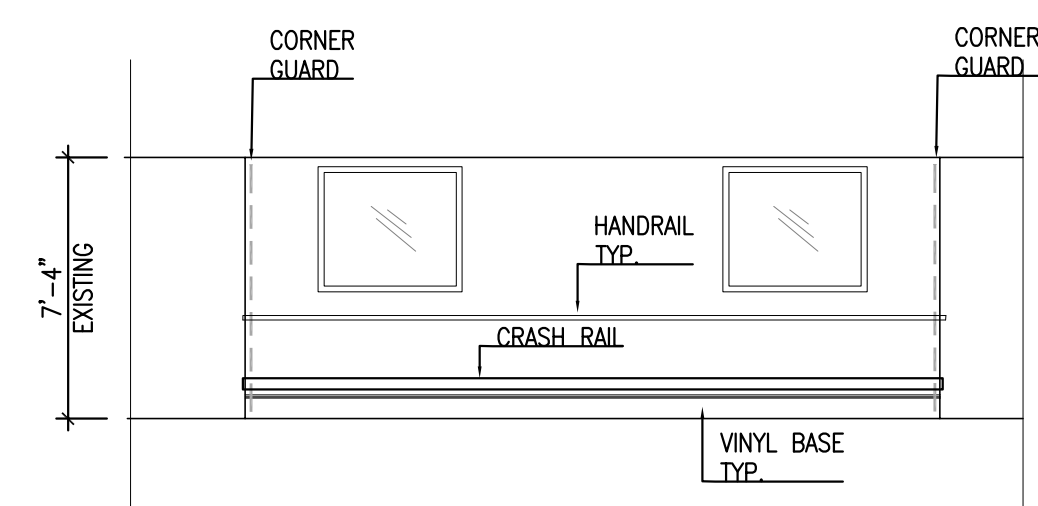 CORNER
GUARD
CORNER
GUARD
HANDRAIL
TYP.
CRASH RAIL
7'-4"
EXISTING
VINYL BASE
TYP.